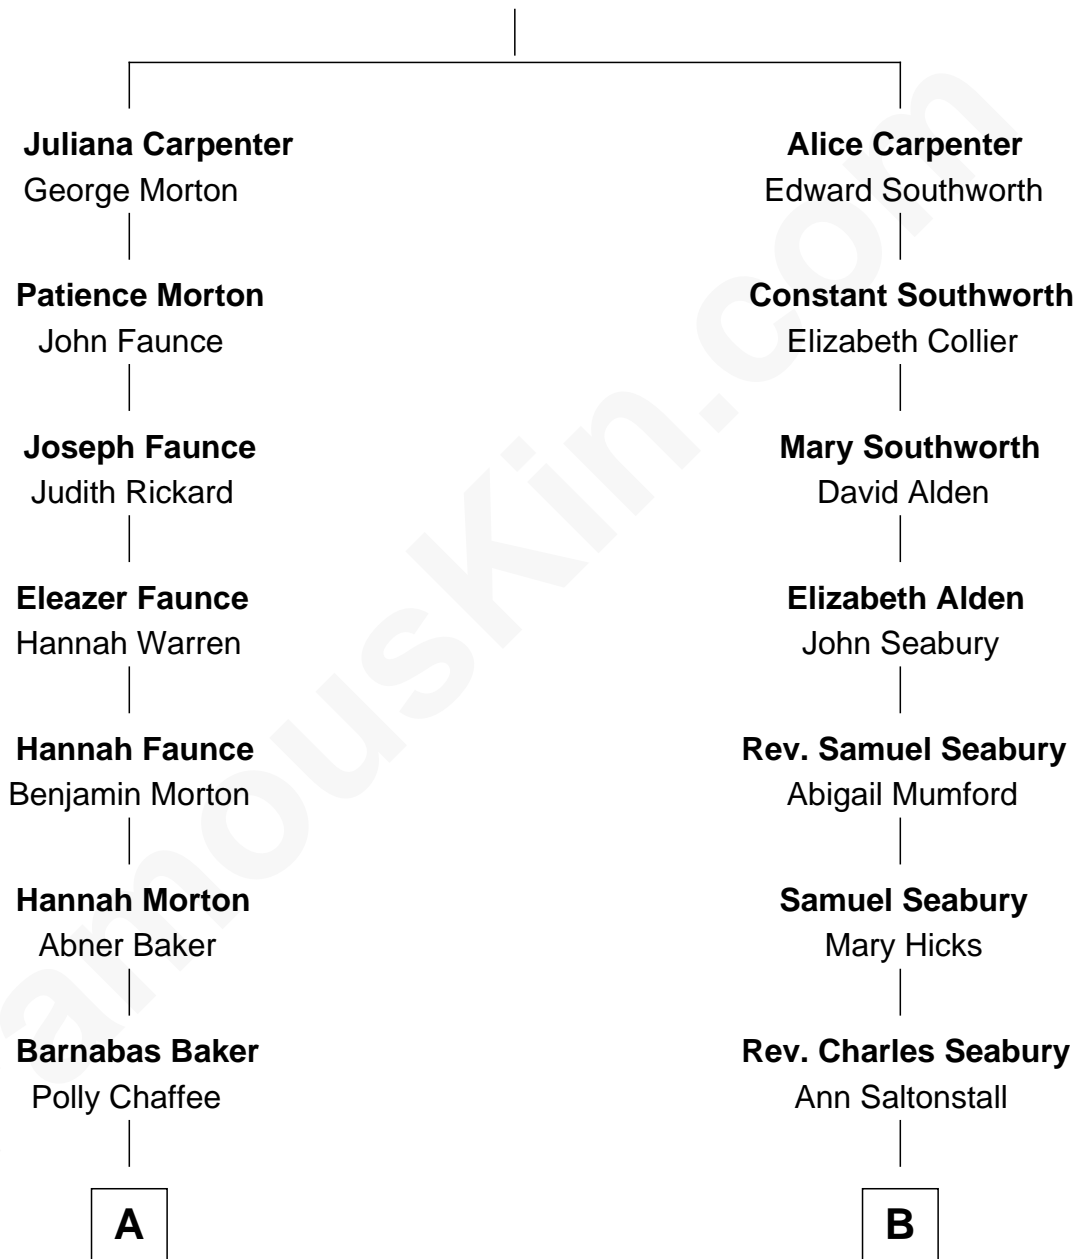 Juliana Carpenter
George Morton
Patience Morton
John Faunce
Joseph Faunce
Judith Rickard
Eleazer Faunce
Hannah Warren
Hannah Faunce
Benjamin Morton
Hannah Morton
Abner Baker
Barnabas Baker
Polly Chaffee
A
Alice Carpenter
Edward Southworth
Constant Southworth
Elizabeth Collier
Mary Southworth
David Alden
Elizabeth Alden
John Seabury
Rev. Samuel Seabury
Abigail Mumford
Samuel Seabury
Mary Hicks
Rev. Charles Seabury
Ann Saltonstall
B
amousKin.com